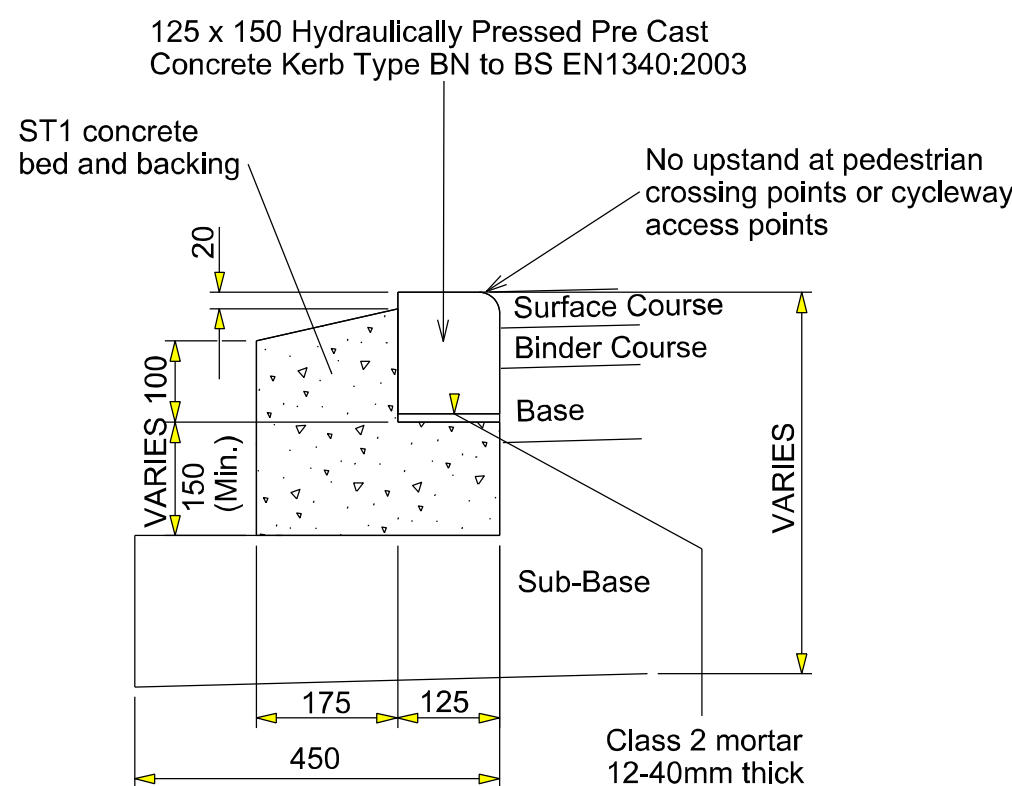 125 x 150 Hydraulically Pressed Pre Cast
Concrete Kerb Type BN to BS EN1340:2003
ST1 concrete
bed and backing
No upstand at pedestrian
crossing points or cycleway
access points
20
Surface Course
Binder Course
Base
100
VARIES
150
(Min.)
VARIES
Sub-Base
175
125
450
Class 2 mortar
12-40mm thick